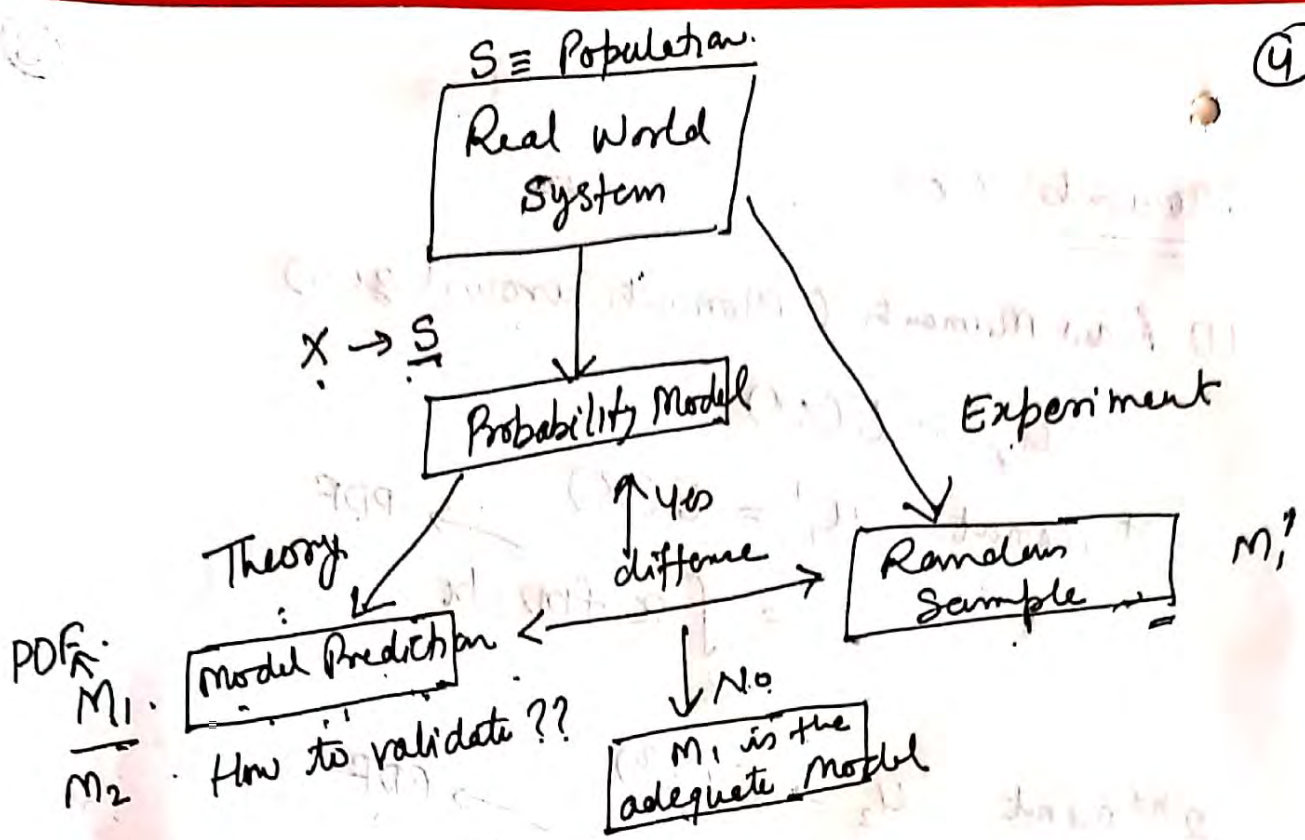 4
S ≡ Population.
Real World
System
X → S
Probability Model
Experiment
Yes
differne
Theory
Random
Sample
M₁'
PDF
M₁.
Model Prediction
No
M₂. How to validate ??
M₁ is the
adequate Model